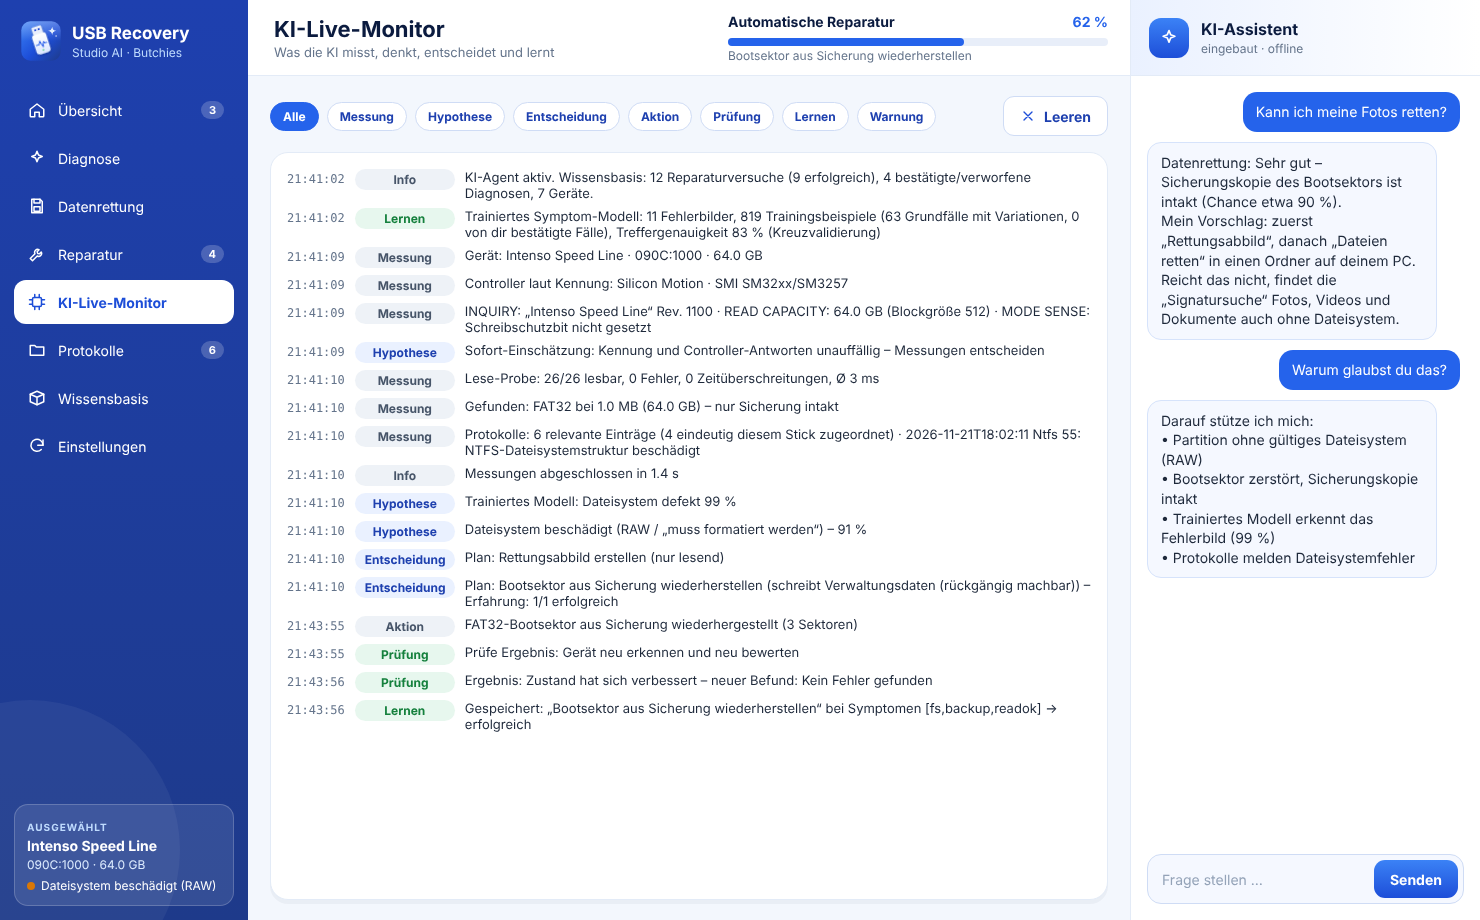 USB Recovery
Studio AI · Butchies
Übersicht
3
Diagnose
Datenrettung
Reparatur
4
KI-Live-Monitor
Protokolle
6
Wissensbasis
Einstellungen
AUSGEWÄHLT
Intenso Speed Line
090C:1000 · 64.0 GB
Dateisystem beschädigt (RAW)
KI-Live-Monitor
Was die KI misst, denkt, entscheidet und lernt
Automatische Reparatur
62 %
Bootsektor aus Sicherung wiederherstellen
Alle
Messung
Hypothese
Entscheidung
Aktion
Prüfung
Lernen
Warnung
Leeren
21:41:02 Info KI-Agent aktiv. Wissensbasis: 12 Reparaturversuche (9 erfolgreich), 4 bestätigte/verworfene
Diagnosen, 7 Geräte.
21:41:02 Lernen Trainiertes Symptom-Modell: 11 Fehlerbilder, 819 Trainingsbeispiele (63 Grundfälle mit Variationen, 0
von dir bestätigte Fälle), Treffergenauigkeit 83 % (Kreuzvalidierung)
21:41:09 Messung Gerät: Intenso Speed Line · 090C:1000 · 64.0 GB
21:41:09 Messung Controller laut Kennung: Silicon Motion · SMI SM32xx/SM3257
21:41:09 Messung INQUIRY: „Intenso Speed Line“ Rev. 1100 · READ CAPACITY: 64.0 GB (Blockgröße 512) · MODE SENSE:
Schreibschutzbit nicht gesetzt
21:41:09 Hypothese Sofort-Einschätzung: Kennung und Controller-Antworten unauffällig – Messungen entscheiden
21:41:10 Messung Lese-Probe: 26/26 lesbar, 0 Fehler, 0 Zeitüberschreitungen, Ø 3 ms
21:41:10 Messung Gefunden: FAT32 bei 1.0 MB (64.0 GB) – nur Sicherung intakt
21:41:10 Messung Protokolle: 6 relevante Einträge (4 eindeutig diesem Stick zugeordnet) · 2026-11-21T18:02:11 Ntfs 55:
NTFS-Dateisystemstruktur beschädigt
21:41:10 Info Messungen abgeschlossen in 1.4 s
21:41:10 Hypothese Trainiertes Modell: Dateisystem defekt 99 %
21:41:10 Hypothese Dateisystem beschädigt (RAW / „muss formatiert werden“) – 91 %
21:41:10 Entscheidung Plan: Rettungsabbild erstellen (nur lesend)
21:41:10 Entscheidung Plan: Bootsektor aus Sicherung wiederherstellen (schreibt Verwaltungsdaten (rückgängig machbar)) –
Erfahrung: 1/1 erfolgreich
21:43:55 Aktion FAT32-Bootsektor aus Sicherung wiederhergestellt (3 Sektoren)
21:43:55 Prüfung Prüfe Ergebnis: Gerät neu erkennen und neu bewerten
21:43:56 Prüfung Ergebnis: Zustand hat sich verbessert – neuer Befund: Kein Fehler gefunden
21:43:56 Lernen Gespeichert: „Bootsektor aus Sicherung wiederherstellen“ bei Symptomen [fs,backup,readok] →
erfolgreich
KI-Assistent
eingebaut · offline
Kann ich meine Fotos retten?
Datenrettung: Sehr gut –
Sicherungskopie des Bootsektors ist
intakt (Chance etwa 90 %).
Mein Vorschlag: zuerst
„Rettungsabbild“, danach „Dateien
retten“ in einen Ordner auf deinem PC.
Reicht das nicht, findet die
„Signatursuche“ Fotos, Videos und
Dokumente auch ohne Dateisystem.
Warum glaubst du das?
Darauf stütze ich mich:
• Partition ohne gültiges Dateisystem
(RAW)
• Bootsektor zerstört, Sicherungskopie
intakt
• Trainiertes Modell erkennt das
Fehlerbild (99 %)
• Protokolle melden Dateisystemfehler
Frage stellen ...
Senden